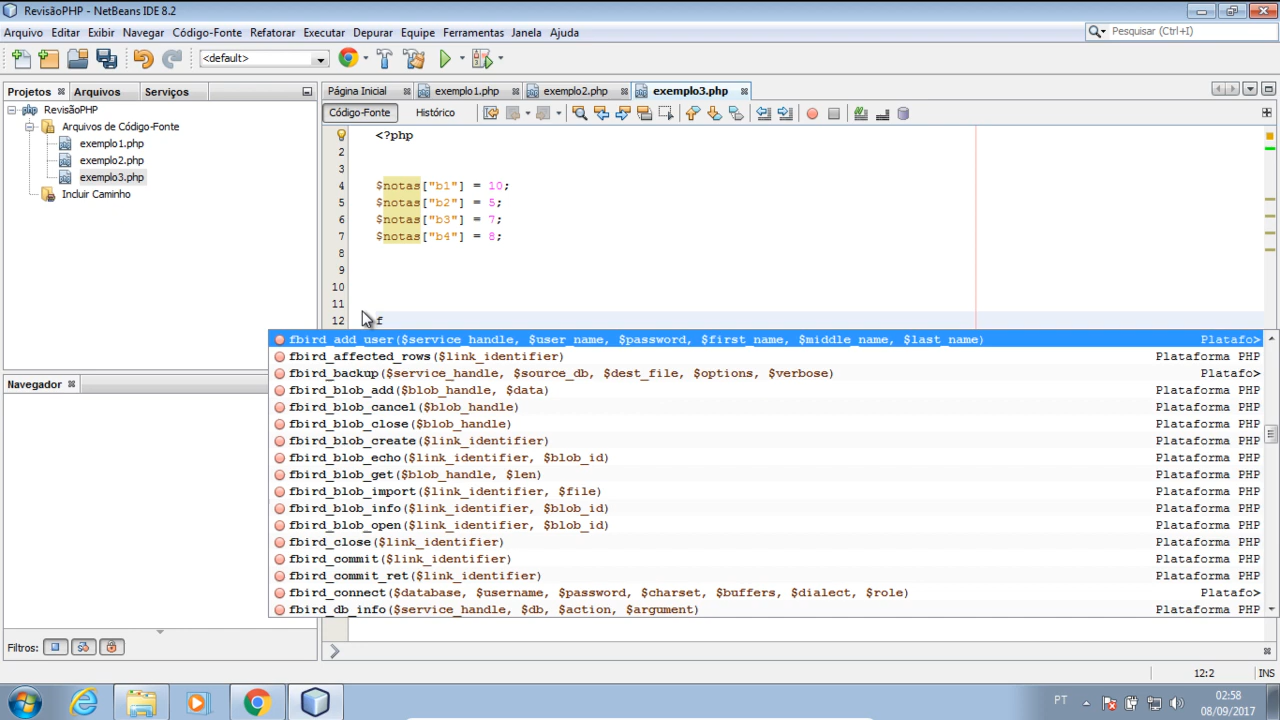 RevisãoPHP - NetBeans IDE 8.2
Arquivo Editar Exibir Navegar Código-Fonte Refatorar Executar Depurar Equipe Ferramentas Janela Ajuda
Pesquisar (Ctrl+I)
<default>
Projetos Arquivos Serviços
Página Inicial exemplo1.php exemplo2.php exemplo3.php
RevisãoPHP
Arquivos de Código-Fonte
exemplo1.php
exemplo2.php
exemplo3.php
Incluir Caminho
Código-Fonte Histórico
<?php
2
3
4 $notas["b1"] = 10;
5 $notas["b2"] = 5;
6 $notas["b3"] = 7;
7 $notas["b4"] = 8;
8
9
10
11
12 f
fbird_add_user($service_handle, $user_name, $password, $first_name, $middle_name, $last_name) Platafo>
fbird_affected_rows($link_identifier) Plataforma PHP
fbird_backup($service_handle, $source_db, $dest_file, $options, $verbose) Platafo>
fbird_blob_add($blob_handle, $data) Plataforma PHP
fbird_blob_cancel($blob_handle) Plataforma PHP
fbird_blob_close($blob_handle) Plataforma PHP
fbird_blob_create($link_identifier) Plataforma PHP
fbird_blob_echo($link_identifier, $blob_id) Plataforma PHP
fbird_blob_get($blob_handle, $len) Plataforma PHP
fbird_blob_import($link_identifier, $file) Plataforma PHP
fbird_blob_info($link_identifier, $blob_id) Plataforma PHP
fbird_blob_open($link_identifier, $blob_id) Plataforma PHP
fbird_close($link_identifier) Plataforma PHP
fbird_commit($link_identifier) Plataforma PHP
fbird_commit_ret($link_identifier) Plataforma PHP
fbird_connect($database, $username, $password, $charset, $buffers, $dialect, $role) Platafo>
fbird_db_info($service_handle, $db, $action, $argument) Plataforma PHP
Navegador
Filtros:
12:2
PT
02:58
08/09/2017